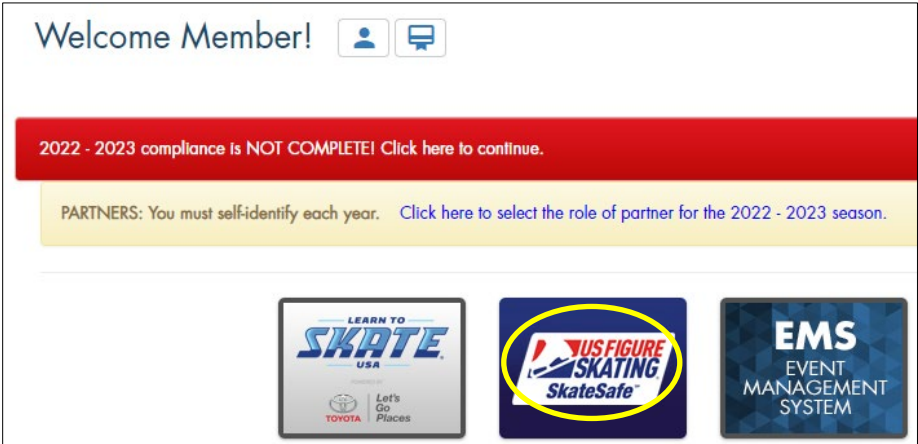 Welcome Member!
2022 - 2023 compliance is NOT COMPLETE! Click here to continue.
PARTNERS: You must self-identify each year. Click here to select the role of partner for the 2022 - 2023 season.
LEARN TO
SKATE
USA
POWERED BY
TOYOTA
Let's
Go
Places
US FIGURE
SKATING
SkateSafe™
EMS
EVENT
MANAGEMENT
SYSTEM